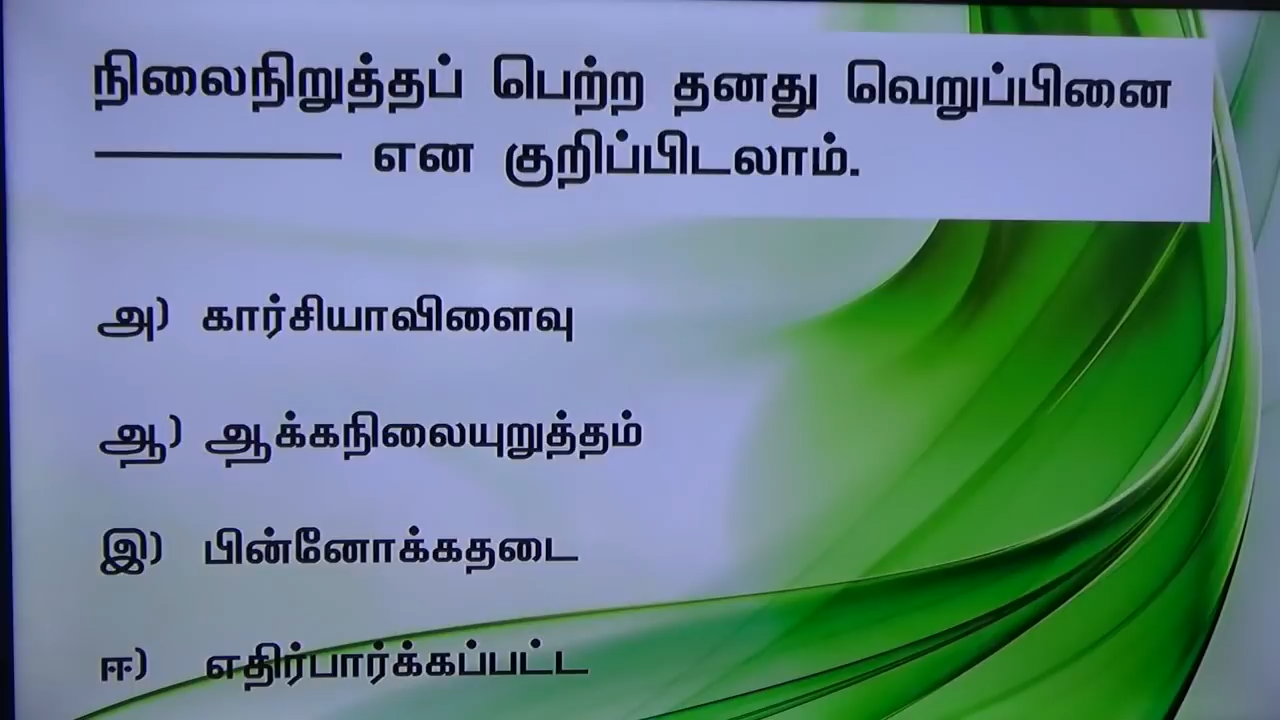 நிலைநிறுத்தப் பெற்ற தனது வெறுப்பினை
———— என குறிப்பிடலாம்.
அ) கார்சியாவிளைவு
ஆ) ஆக்கநிலையுறுத்தம்
இ) பின்னோக்கதடை
ஈ) எதிர்பார்க்கப்பட்ட